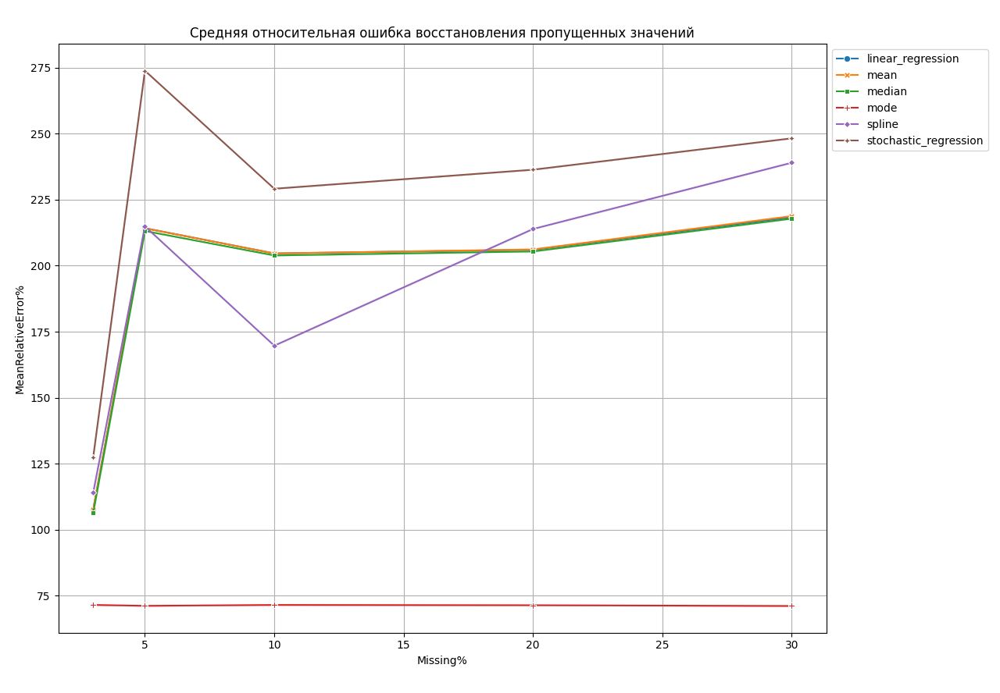 Средняя относительная ошибка восстановления пропущенных значений
275
250
225
200
175
150
125
100
75
MeanRelativeError%
5
10
15
20
25
30
Missing%
linear_regression
mean
median
mode
spline
stochastic_regression